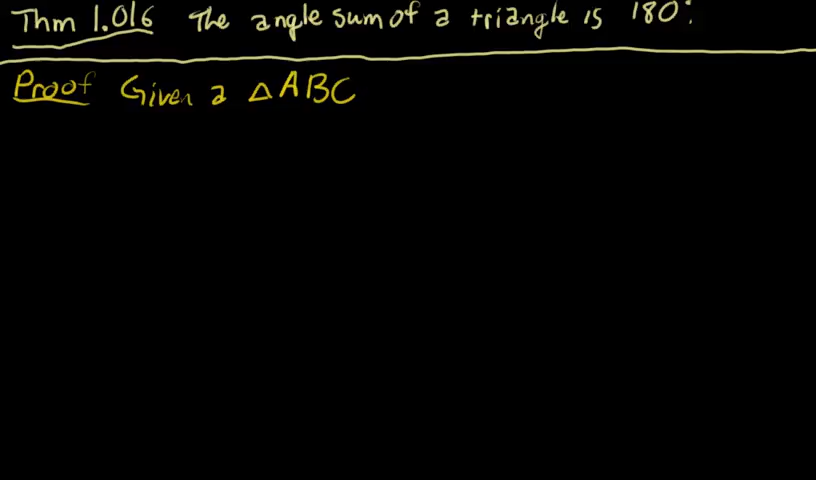 Thm 1.016 The angle sum of a triangle is 180°.
Proof Given a △ABC